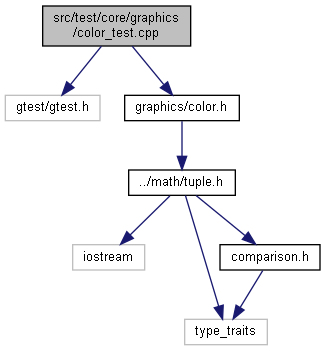 src/test/core/graphics
/color_test.cpp
gtest/gtest.h
graphics/color.h
../math/tuple.h
iostream
comparison.h
type_traits